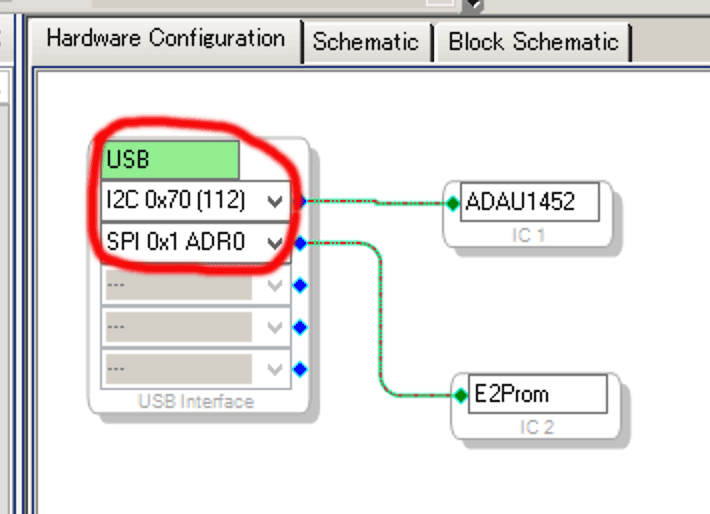 Hardware Configuration
Schematic
Block Schematic
USB
I2C 0x70 (112)
SPI 0x1 ADR0
---
---
---
USB Interface
ADAU1452
IC 1
E2Prom
IC 2